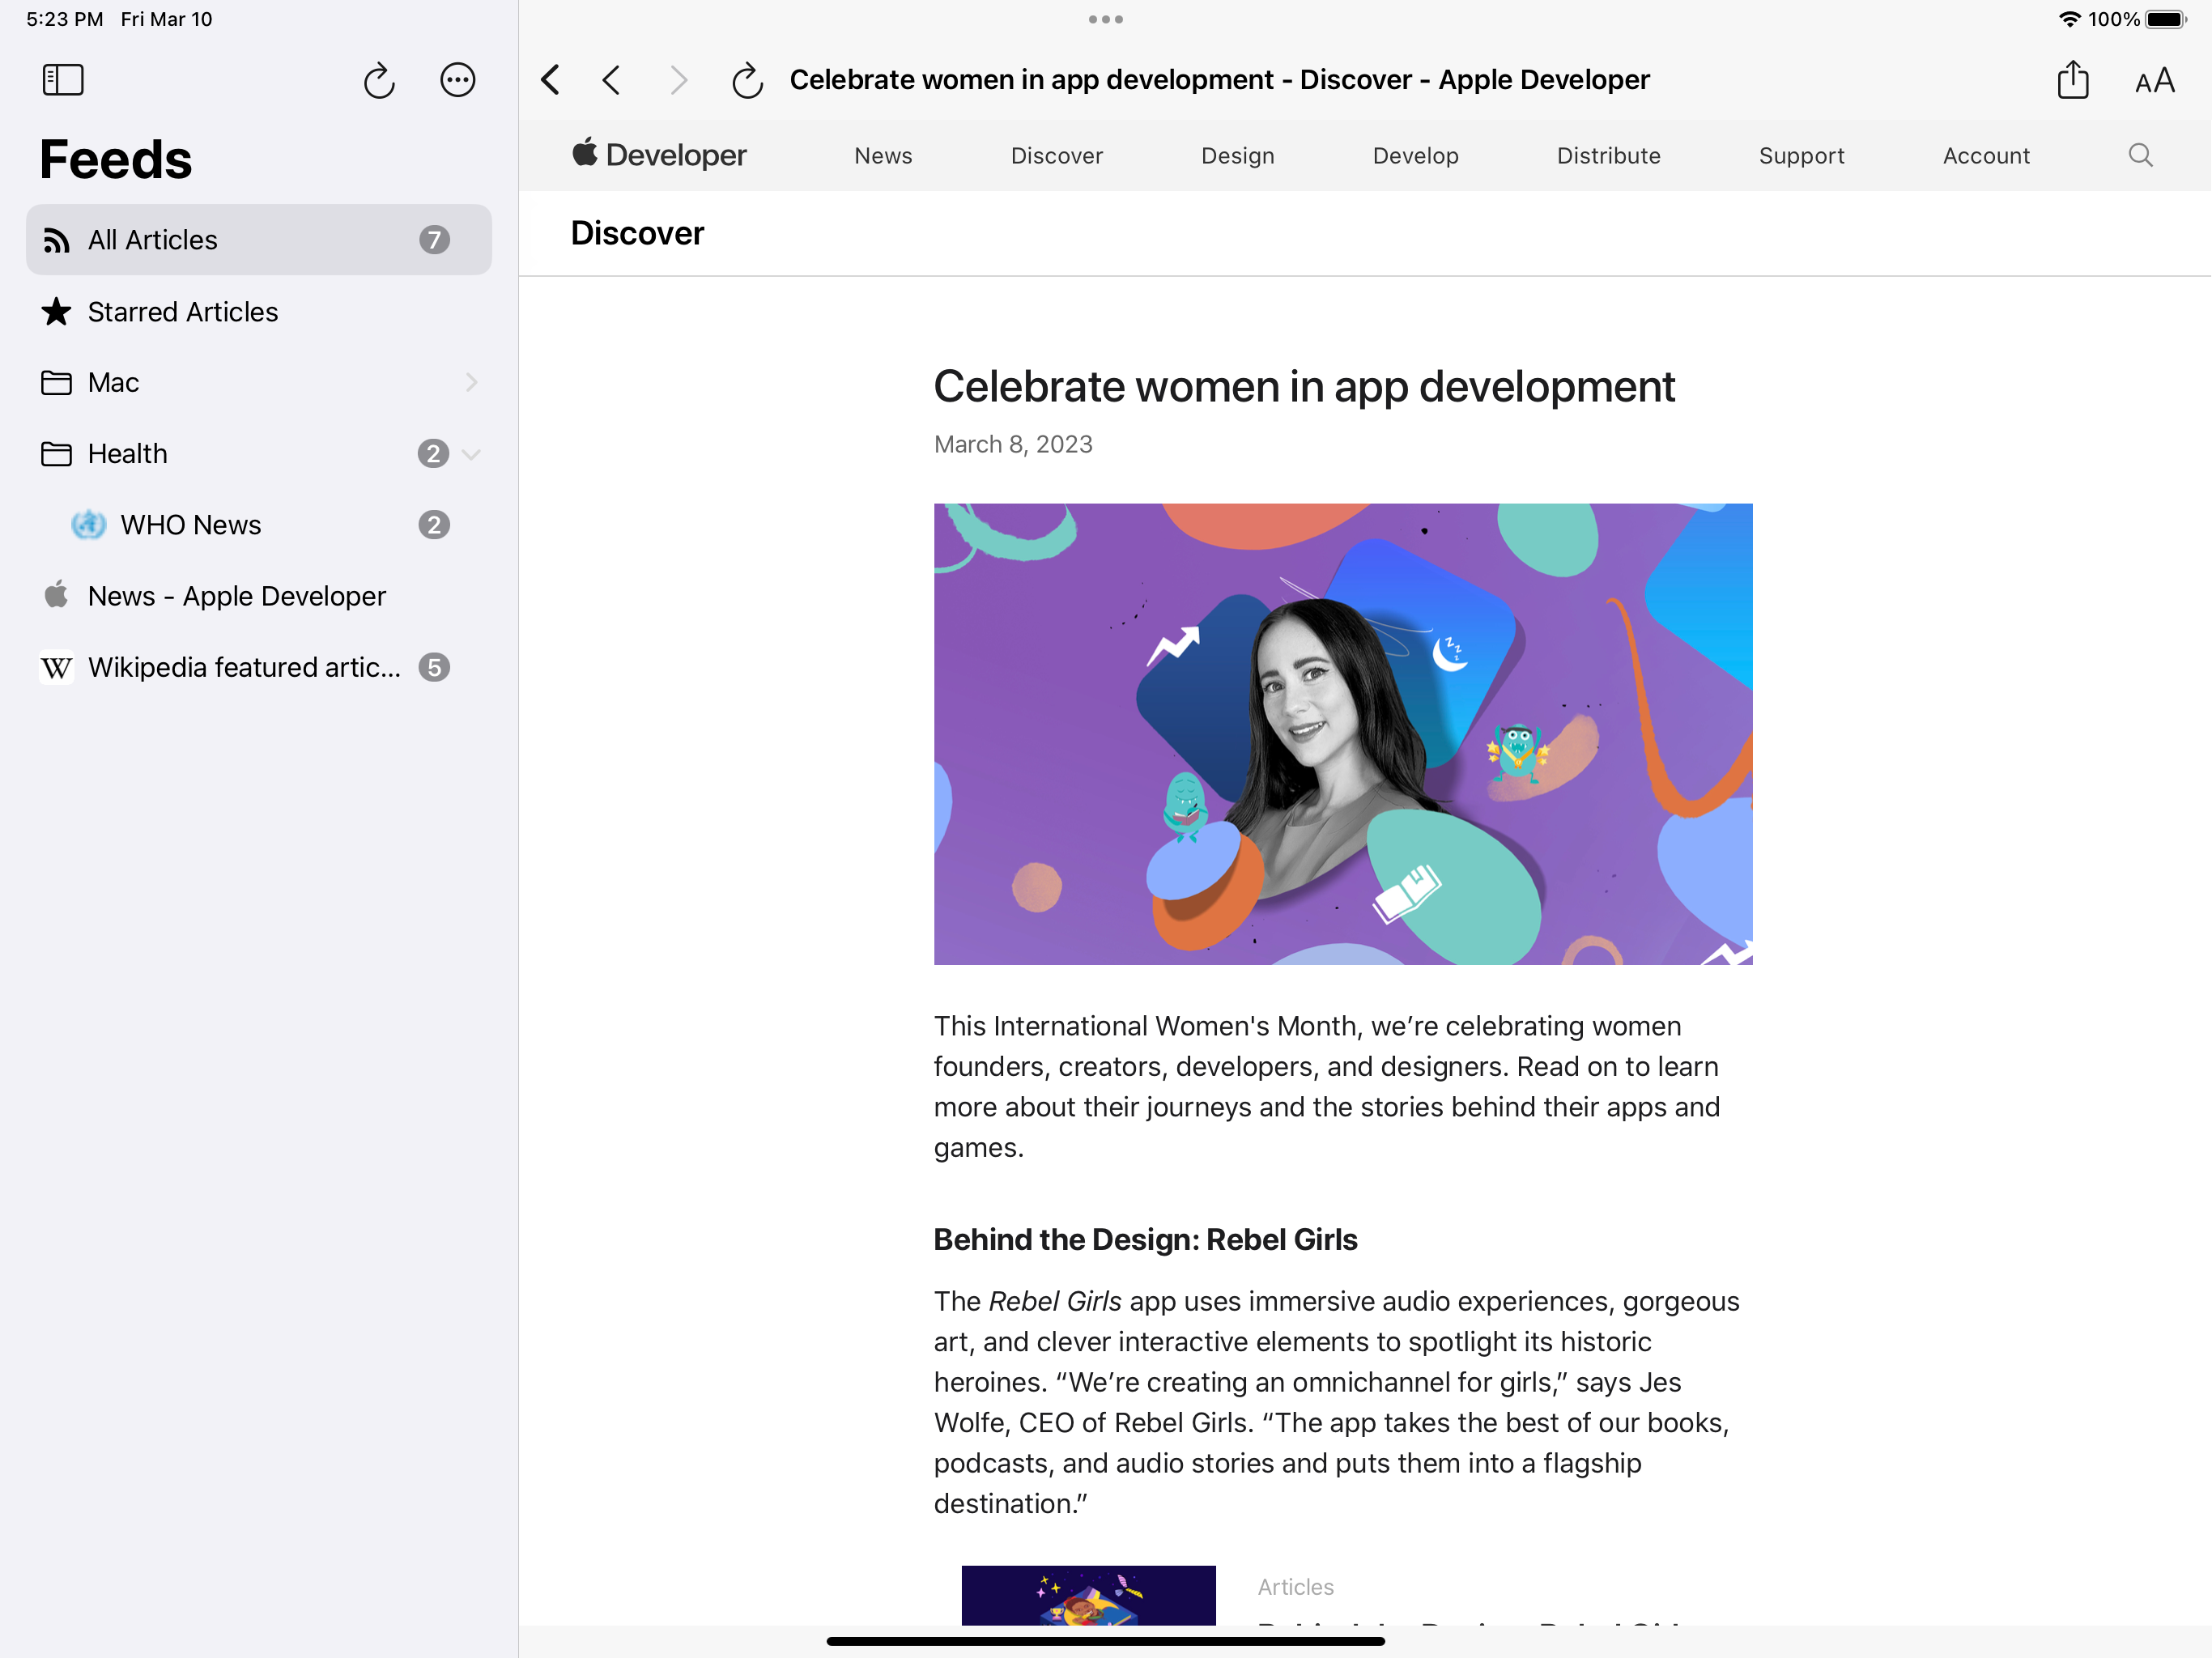 5:23 PM Fri Mar 10
100%
Feeds
All Articles 7
Starred Articles
Mac
Health 2
WHO News 2
News - Apple Developer
W Wikipedia featured artic... 5
Celebrate women in app development - Discover - Apple Developer
AA
Developer News Discover Design Develop Distribute Support Account
Discover
Celebrate women in app development
March 8, 2023
z z z
This International Women's Month, we’re celebrating women
founders, creators, developers, and designers. Read on to learn
more about their journeys and the stories behind their apps and
games.
Behind the Design: Rebel Girls
The Rebel Girls app uses immersive audio experiences, gorgeous
art, and clever interactive elements to spotlight its historic
heroines. “We’re creating an omnichannel for girls,” says Jes
Wolfe, CEO of Rebel Girls. “The app takes the best of our books,
podcasts, and audio stories and puts them into a flagship
destination.”
Articles